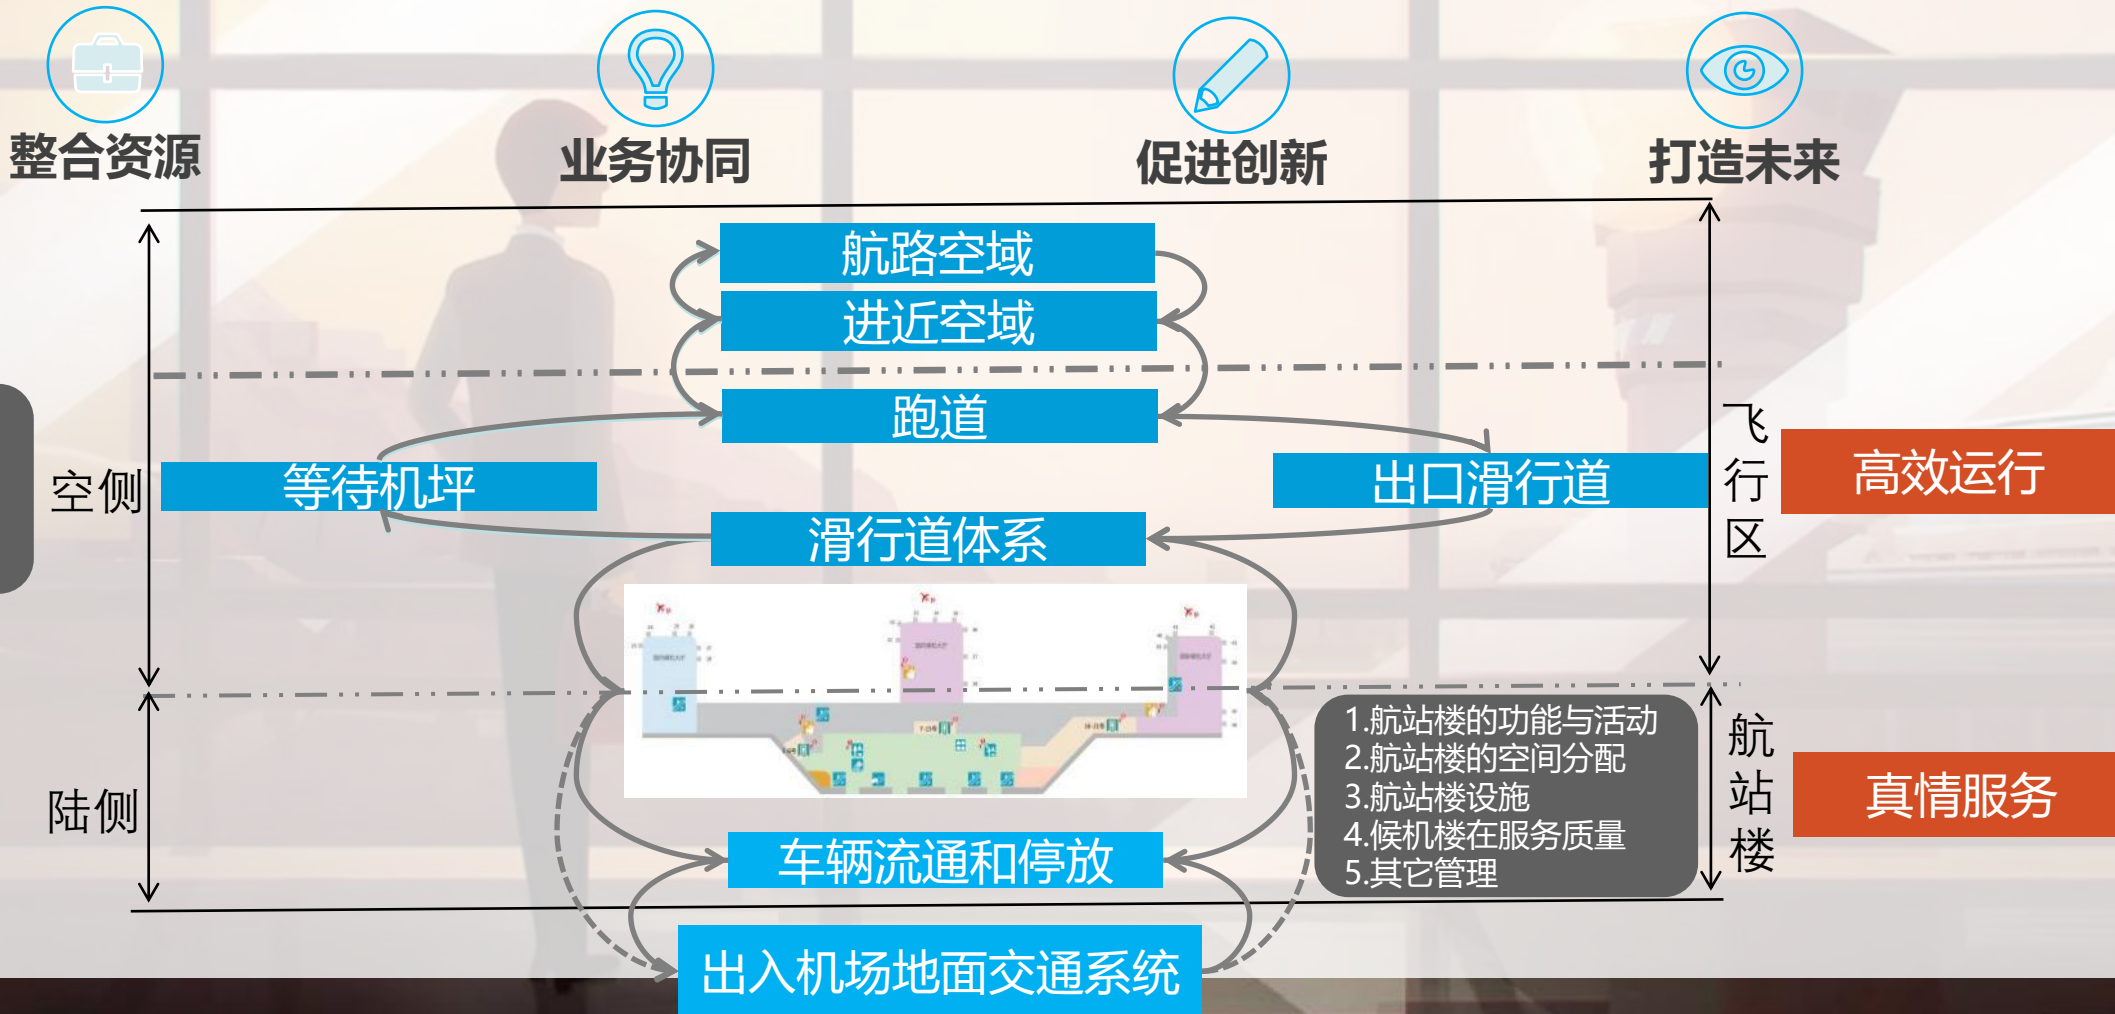 整合资源
业务协同
促进创新
打造未来
航路空域
进近空域
跑道
等待机坪
出口滑行道
滑行道体系
空侧
飞行区
高效运行
陆侧
航站楼
真情服务
1.航站楼的功能与活动
2.航站楼的空间分配
3.航站楼设施
4.候机楼在服务质量
5.其它管理
车辆流通和停放
出入机场地面交通系统